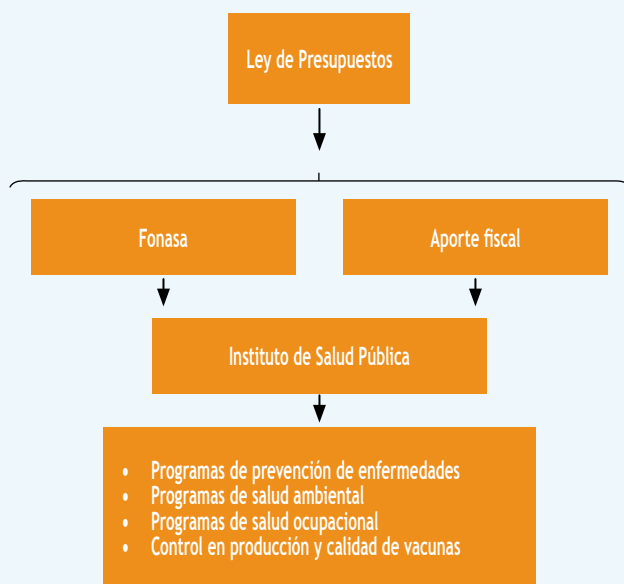 Ley de Presupuestos
Fonasa
Aporte fiscal
Instituto de Salud Pública
• Programas de prevención de enfermedades
• Programas de salud ambiental
• Programas de salud ocupacional
• Control en producción y calidad de vacunas